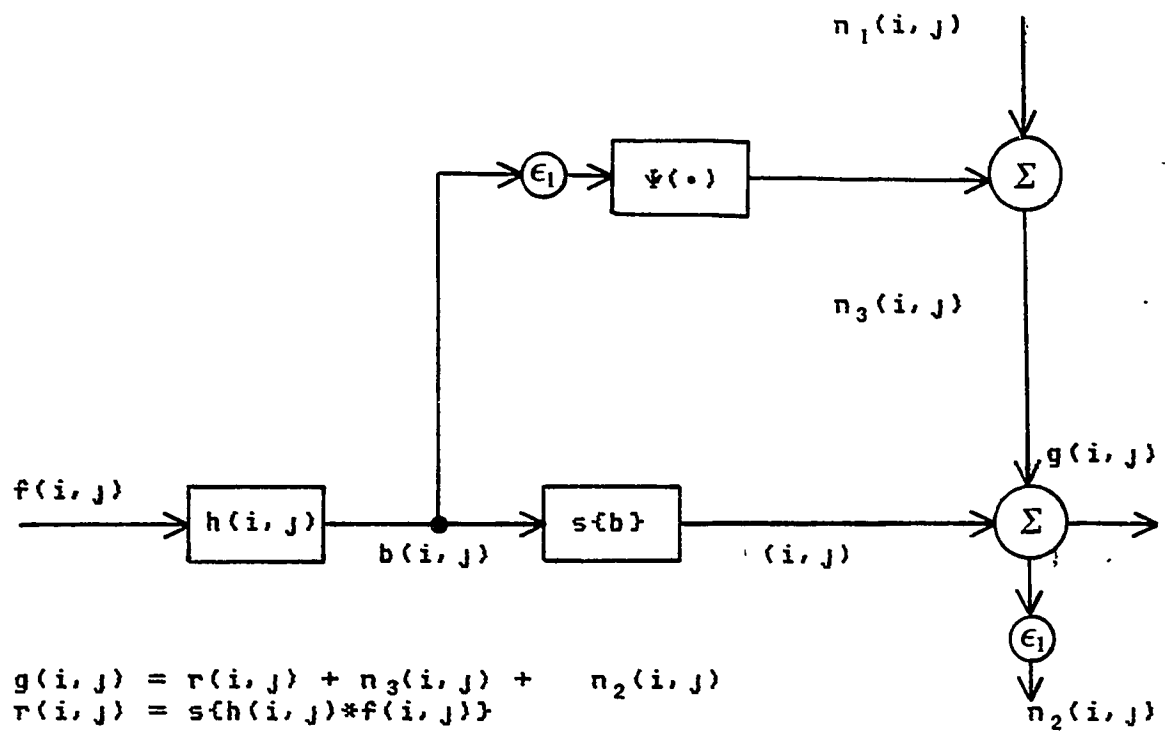 n₁(i,j)
ϵ₁
Ψ(•)
Σ
n₃(i,j)
g(i,j)
f(i,j)
h(i,j)
b(i,j)
s{b}
(i,j)
Σ
ϵ₁
n₂(i,j)
g(i,j) = r(i,j) + n₃(i,j) + n₂(i,j)
r(i,j) = s{h(i,j)*f(i,j)}